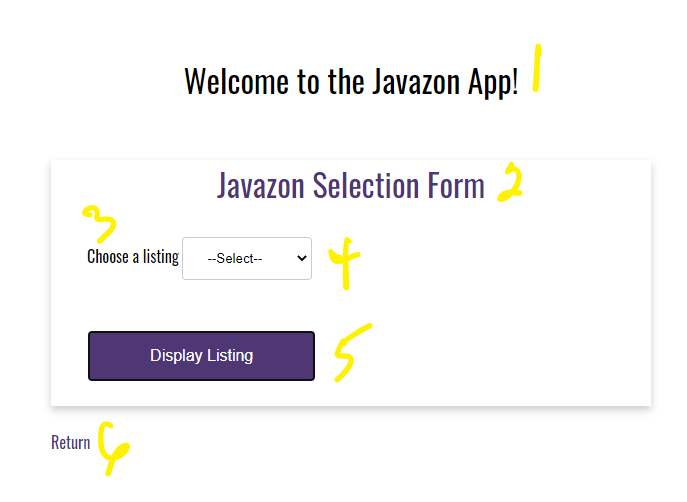 Welcome to the Javazon App! 1
Javazon Selection Form 2
3
Choose a listing --Select-- 4
Display Listing 5
Return 6